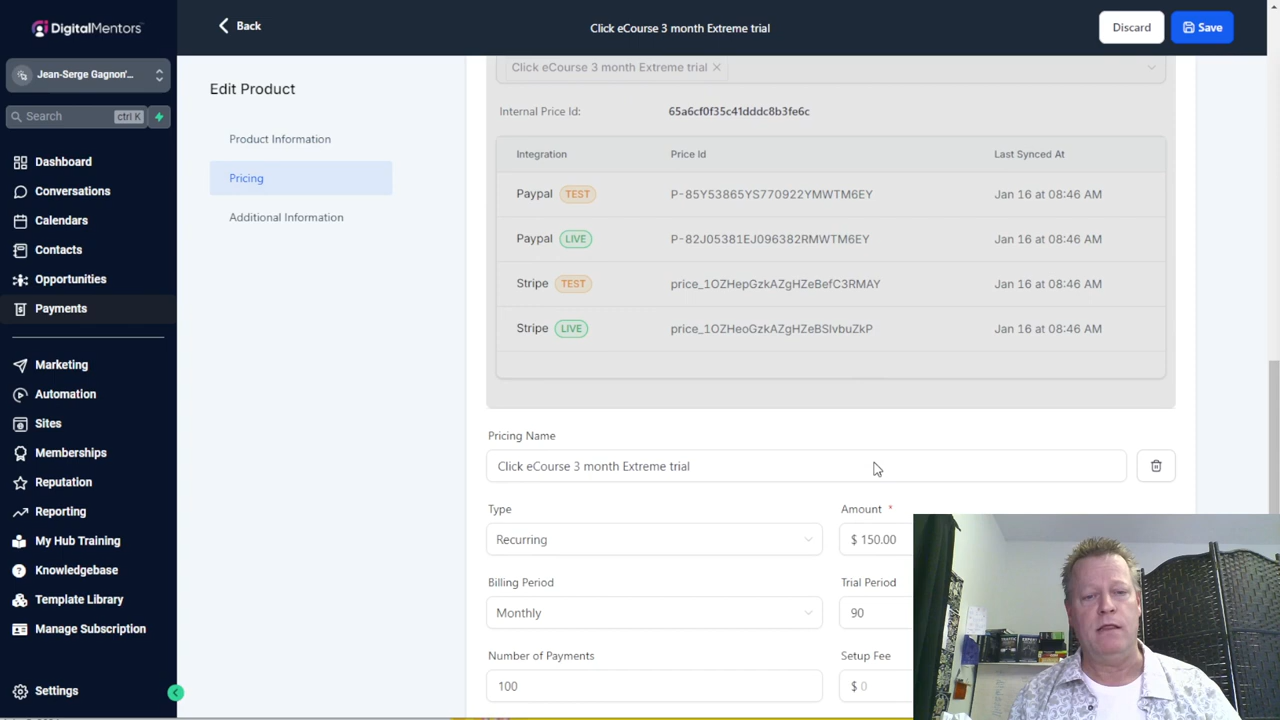 DigitalMentors
Back
Click eCourse 3 month Extreme trial
Discard
Save
Jean-Serge Gagnon'...
Search
ctrl K
Dashboard
Conversations
Calendars
Contacts
Opportunities
Payments
Marketing
Automation
Sites
Memberships
Reputation
Reporting
My Hub Training
Knowledgebase
Template Library
Manage Subscription
Settings
Edit Product
Product Information
Pricing
Additional Information
Click eCourse 3 month Extreme trial
Internal Price Id: 65a6cf0f35c41dddc8b3fe6c
Integration Price Id Last Synced At
Paypal TEST P-85Y53865YS770922YMWTM6EY Jan 16 at 08:46 AM
Paypal LIVE P-82J05381EJ096382RMWTM6EY Jan 16 at 08:46 AM
Stripe TEST price_1OZHepGzkAZgHZeBefC3RMAY Jan 16 at 08:46 AM
Stripe LIVE price_1OZHeoGzkAZgHZeBSIvbuZkP Jan 16 at 08:46 AM
Pricing Name
Click eCourse 3 month Extreme trial
Type Amount *
Recurring $ 150.00
Billing Period Trial Period
Monthly 90
Number of Payments Setup Fee
100 $ 0